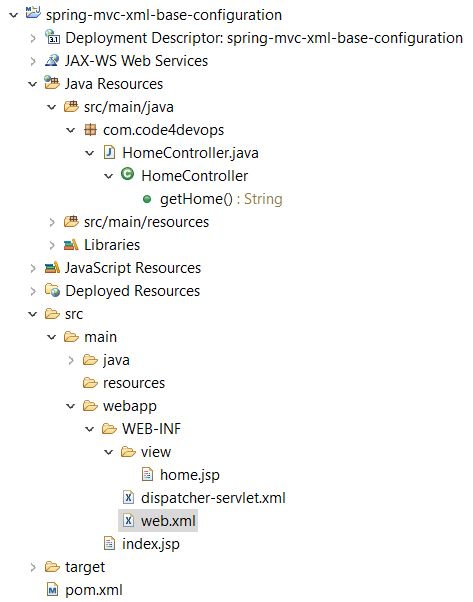 spring-mvc-xml-base-configuration
3.1 Deployment Descriptor: spring-mvc-xml-base-configuration
JAX-WS Web Services
Java Resources
src/main/java
com.code4devops
HomeController.java
HomeController
getHome() : String
src/main/resources
Libraries
JavaScript Resources
Deployed Resources
src
main
java
resources
webapp
WEB-INF
view
home.jsp
dispatcher-servlet.xml
web.xml
index.jsp
target
pom.xml